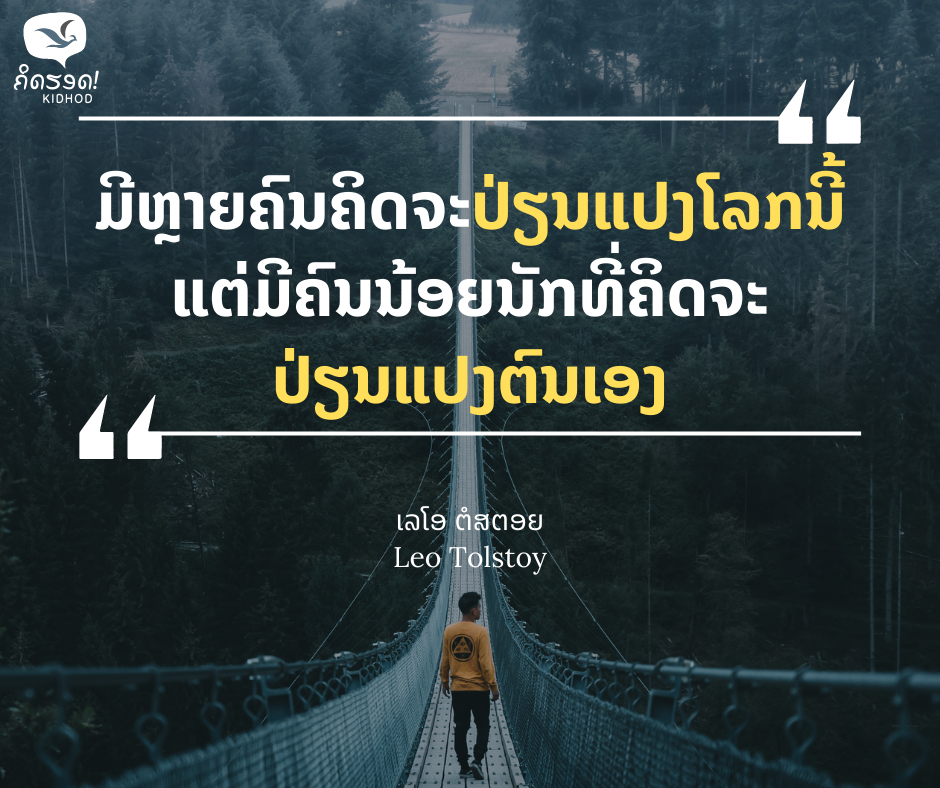 ຄິດຮອດ!
KIDHOD
ມີຫຼາຍຄົນຄິດຈະປ່ຽນແປງໂລກນີ້
ແຕ່ມີຄົນນ້ອຍນັກທີ່ຄິດຈະ
ປ່ຽນແປງຕົນເອງ
ເລໂອ ຕໍສຕອຍ
Leo Tolstoy